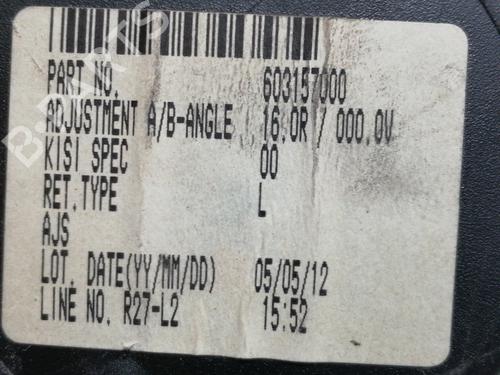 PART NO. 603157000
ADJUSTMENT A/B-ANGLE 16.0R / 000.0V
KISI SPEC 00
RET.TYPE L
AJS
LOT. DATE(YY/MM/DD) 05/05/12
LINE NO. R27-L2 15:52
B-PARTS